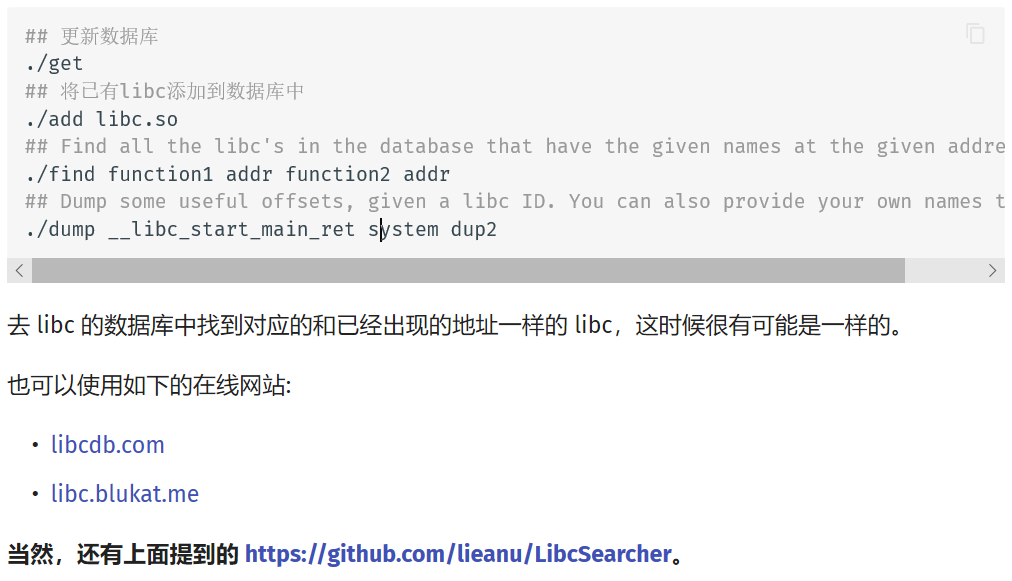 ## 更新数据库
./get
## 将已有libc添加到数据库中
./add libc.so
## Find all the libc's in the database that have the given names at the given addre
./find function1 addr function2 addr
## Dump some useful offsets, given a libc ID. You can also provide your own names t
./dump __libc_start_main_ret system dup2
去 libc 的数据库中找到对应的和已经出现的地址一样的 libc，这时候很有可能是一样的。
也可以使用如下的在线网站:
• libcdb.com
• libc.blukat.me
当然，还有上面提到的 https://github.com/lieanu/LibcSearcher。